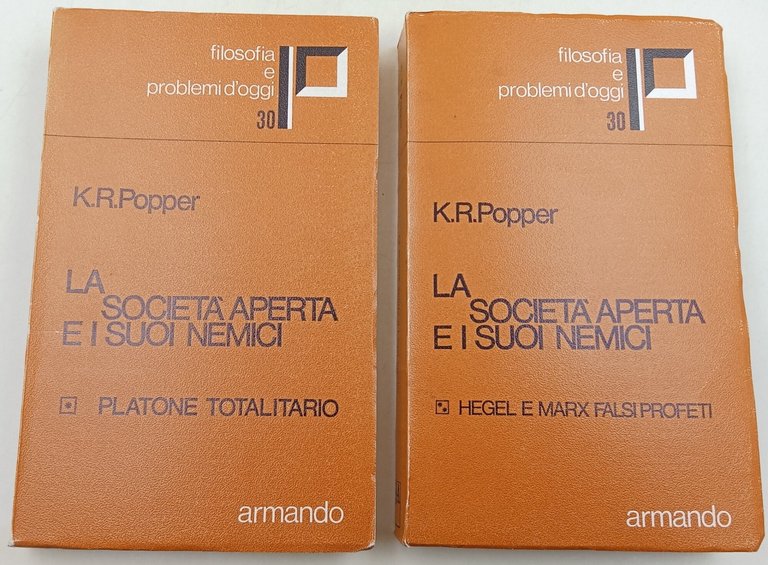 filosofia
e
problemi d'oggi
30
K.R.Popper
LA
SOCIETÀ APERTA
E I SUOI NEMICI
PLATONE TOTALITARIO
armando
filosofia
e
problemi d'oggi
30
K.R.Popper
LA
SOCIETÀ APERTA
E I SUOI NEMICI
HEGEL E MARX FALSI PROFETI
armando